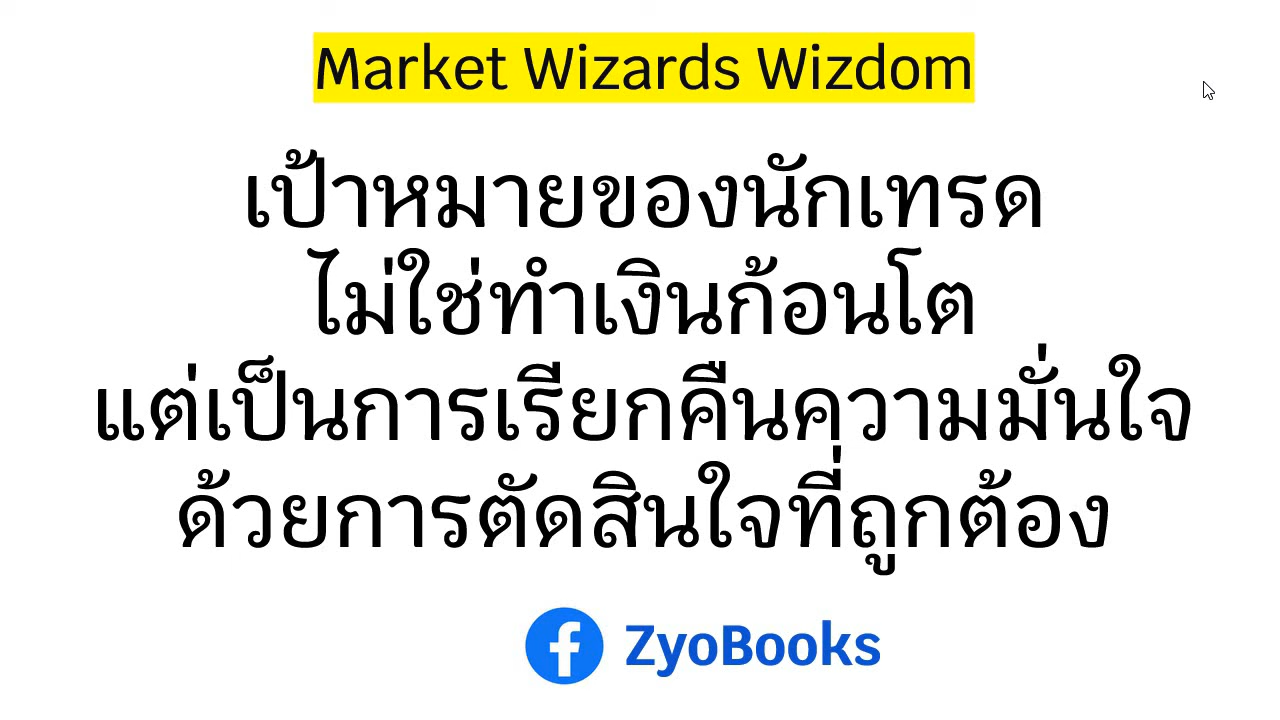 Market Wizards Wizdom
เป้าหมายของนักเทรด
ไม่ใช่ทำเงินก้อนโต
แต่เป็นการเรียกคืนความมั่นใจ
ด้วยการตัดสินใจที่ถูกต้อง
ZyoBooks